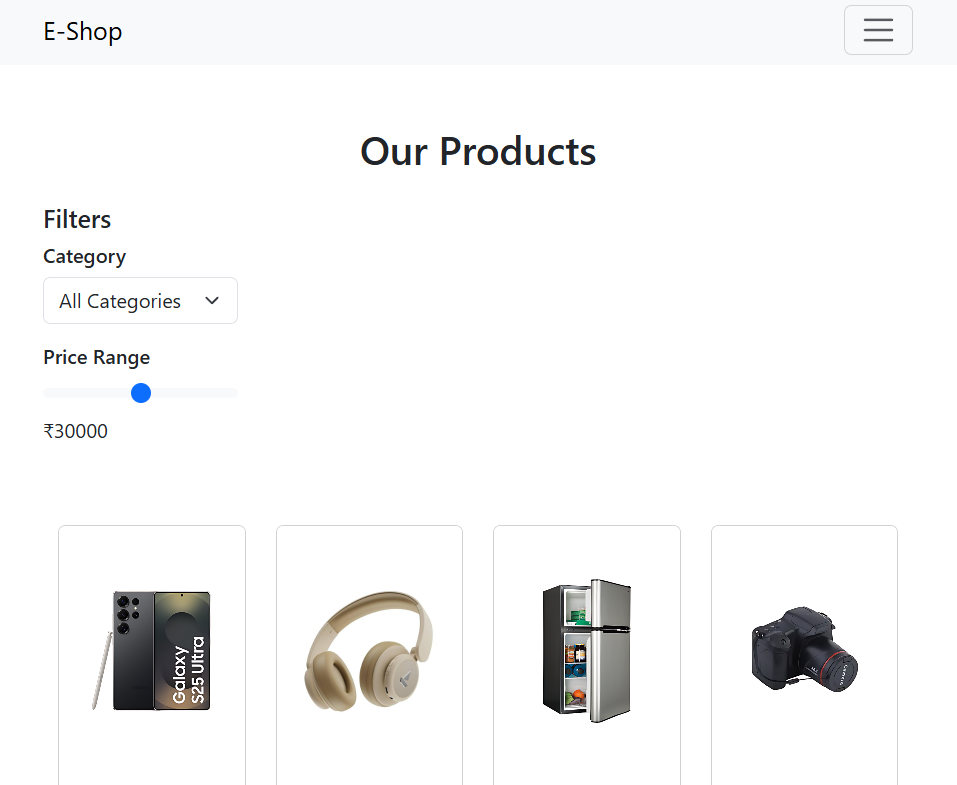 E-Shop
Our Products
Filters
Category
All Categories
Price Range
₹30000
Galaxy
S25 Ultra